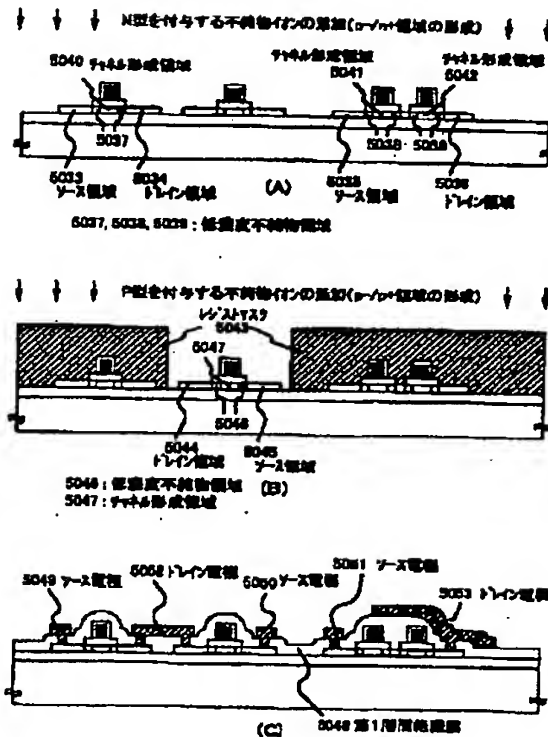 N型を付与する不純物イオンの添加(n-/n+領域の形成)
5040 チャネル形成領域
チャネル形成領域
5041 5042
5037 5038 5039
5033 5034 5035 5036
ソース領域 ドレイン領域 (A) ソース領域 ドレイン領域
5037, 5038, 5039 : 低濃度不純物領域
P型を付与する不純物イオンの添加(p-/p+領域の形成)
レジストマスク
5043
5047
5046
5044 5045
ドレイン領域 ソース領域
5046 : 低濃度不純物領域 (B)
5047 : チャネル形成領域
5049 ソース電極 5052 ドレイン電極 5050 ソース電極 5051 ソース電極
5053 ドレイン電極
5048 第1層間絶縁膜
(C)